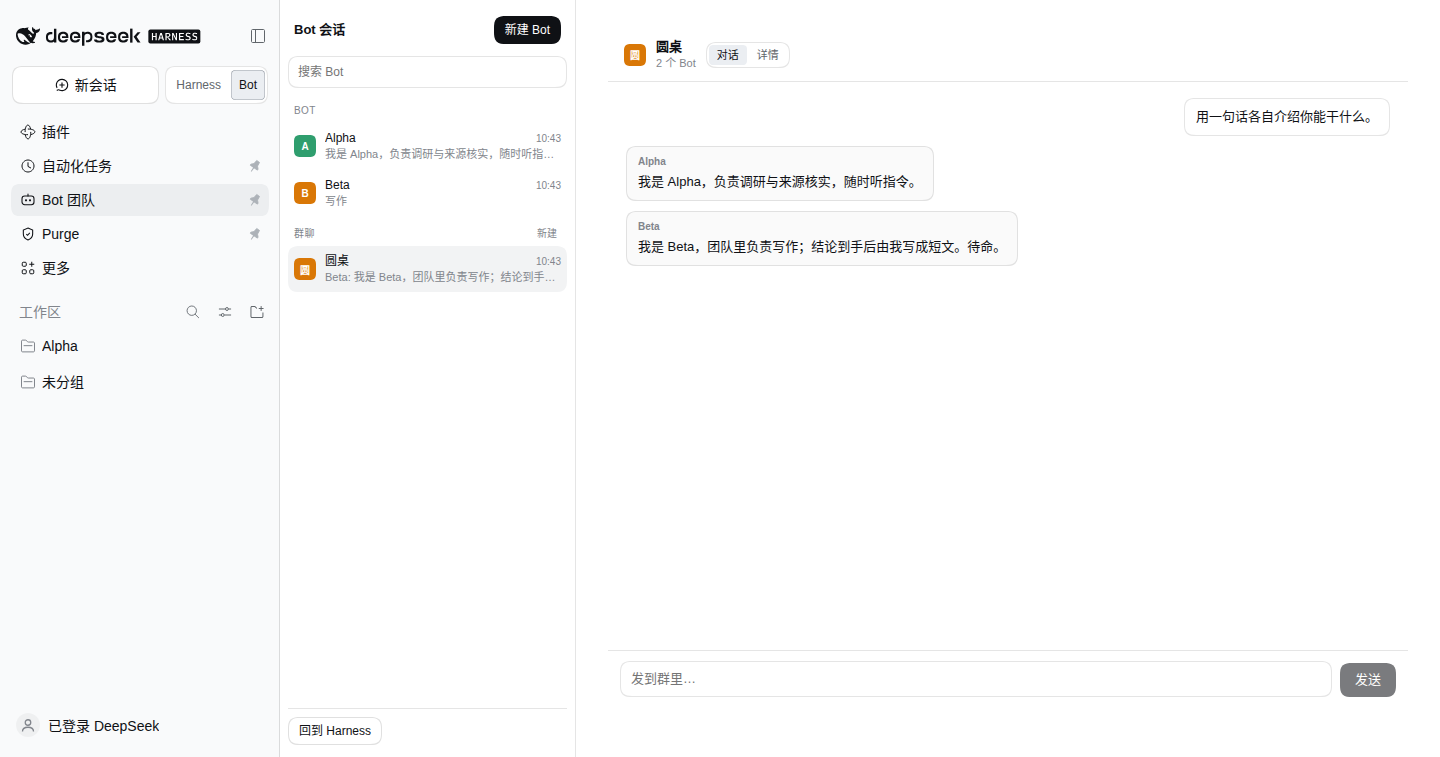 deepseek HARNESS
新会话
Harness
Bot
插件
自动化任务
Bot 团队
Purge
更多
工作区
Alpha
未分组
已登录 DeepSeek
Bot 会话
新建 Bot
搜索 Bot
BOT
A
Alpha
10:43
我是 Alpha，负责调研与来源核实，随时听指…
B
Beta
10:43
写作
群聊
新建
圆
圆桌
10:43
Beta: 我是 Beta，团队里负责写作；结论到手…
回到 Harness
圆
圆桌
2 个 Bot
对话
详情
用一句话各自介绍你能干什么。
Alpha
我是 Alpha，负责调研与来源核实，随时听指令。
Beta
我是 Beta，团队里负责写作；结论到手后由我写成短文。待命。
发到群里…
发送